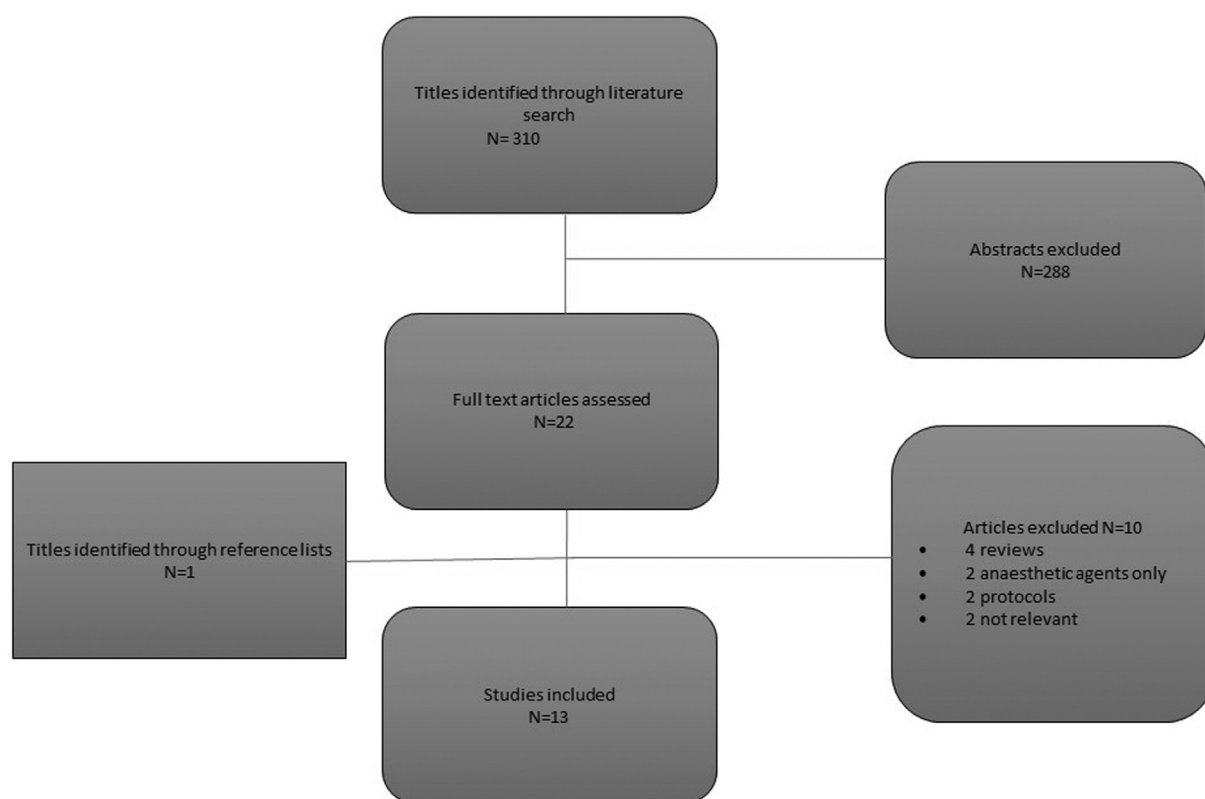 Titles identified through literature
search
N= 310
Abstracts excluded
N=288
Full text articles assessed
N=22
Titles identified through reference lists
N=1
Articles excluded N=10
• 4 reviews
• 2 anaesthetic agents only
• 2 protocols
• 2 not relevant
Studies included
N=13